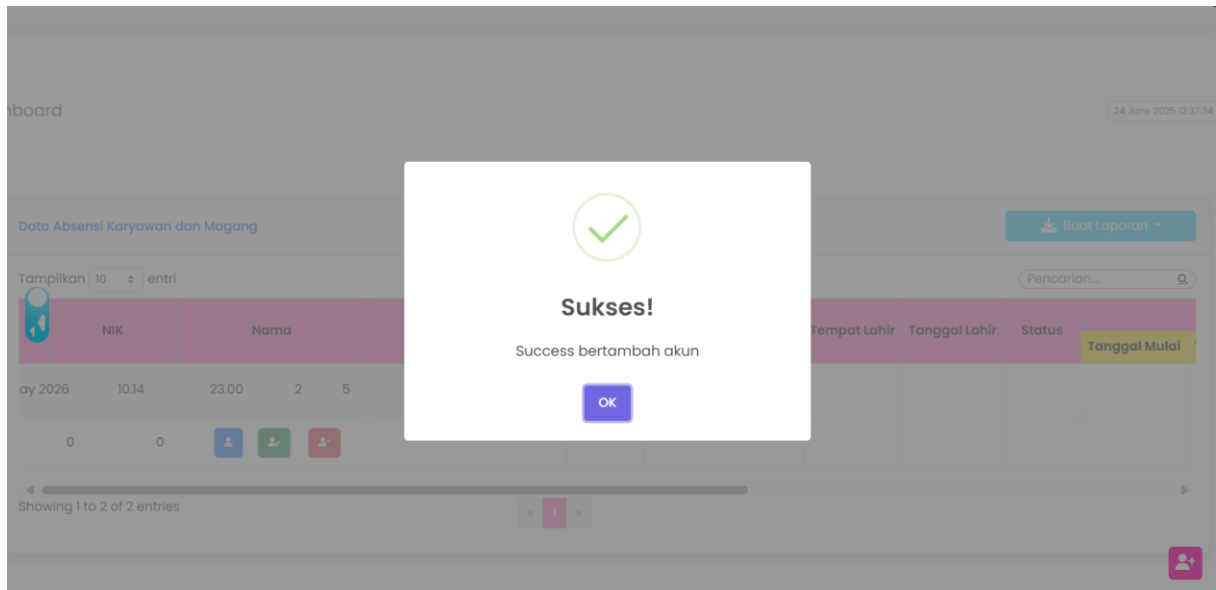 24 June 2025 12:37:34
Data Absensi Karyawan dan Magang
Buat Laporan
Tampilkan 10 entri
Pencarian...
NIK Nama Tempat Lahir Tanggal Lahir Status
Tanggal Mulai
2026 10.14 23.00 2 5
0 0
Showing 1 to 2 of 2 entries
« 1 »
Sukses!
Success bertambah akun
OK